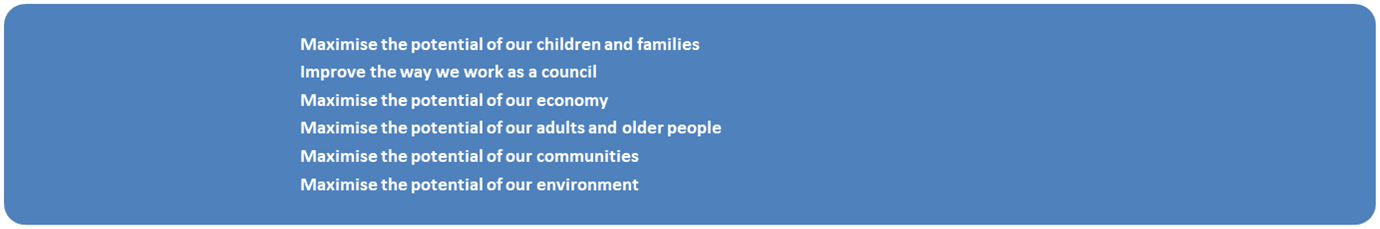 Maximise the potential of our children and families
Improve the way we work as a council
Maximise the potential of our economy
Maximise the potential of our adults and older people
Maximise the potential of our communities
Maximise the potential of our environment